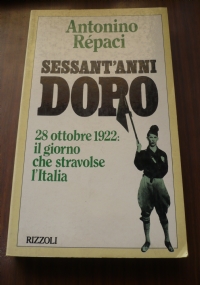 Antonino
Répaci
SESSANT'ANNI
DOPO
28 ottobre 1922:
il giorno
che stravolse
l'Italia
RIZZOLI